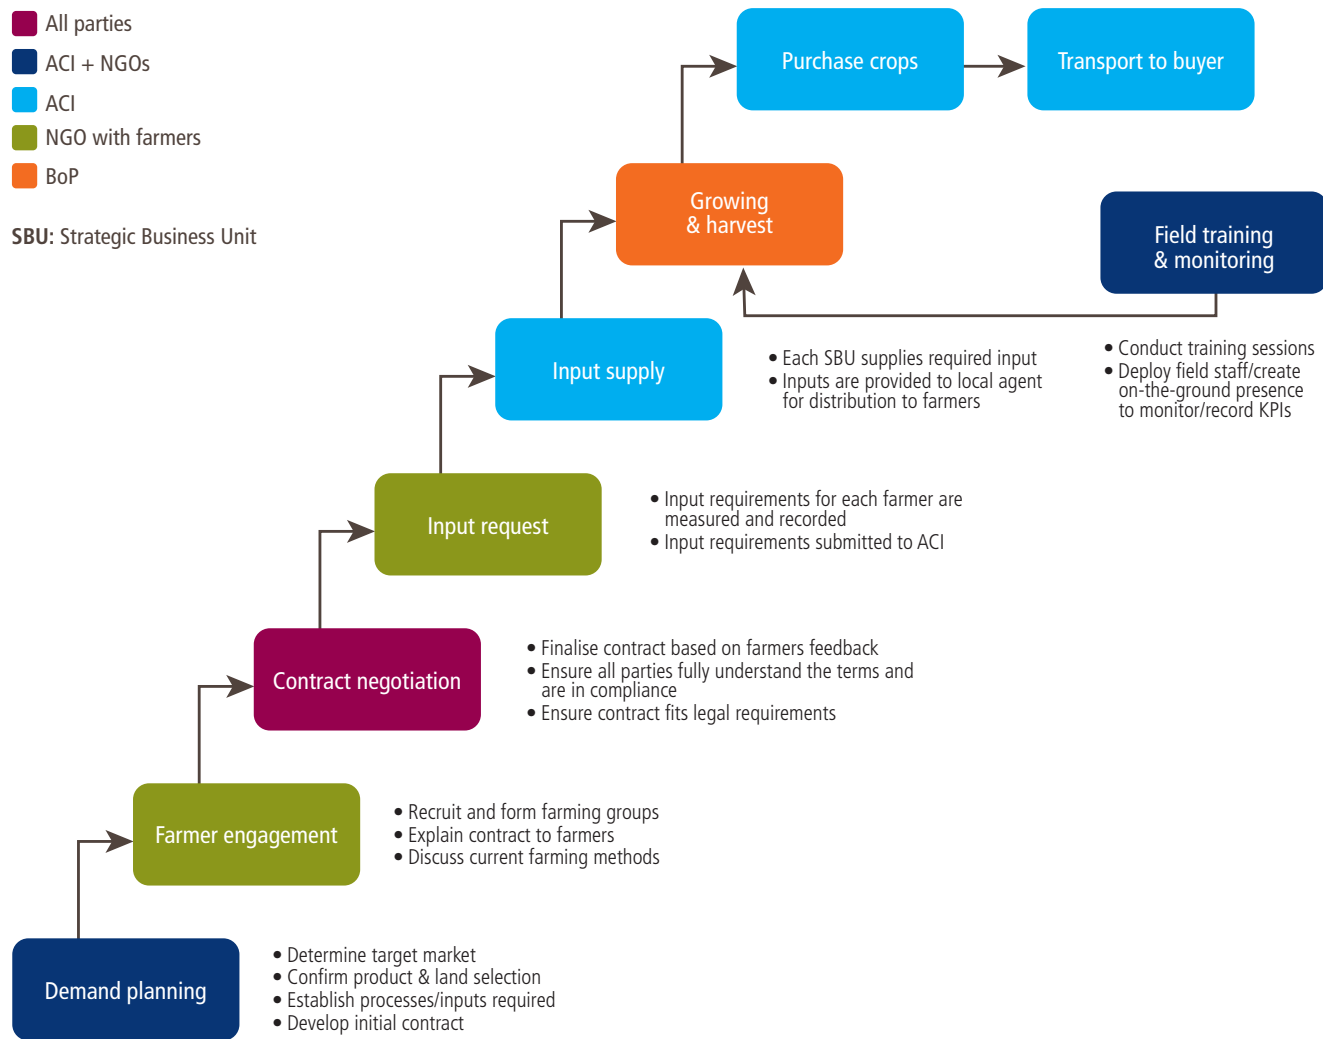 All parties
ACI + NGOs
ACI
NGO with farmers
BoP
SBU: Strategic Business Unit
Purchase crops
Transport to buyer
Growing
& harvest
Field training
& monitoring
• Conduct training sessions
• Deploy field staff/create
on-the-ground presence
to monitor/record KPIs
Input supply
• Each SBU supplies required input
• Inputs are provided to local agent
for distribution to farmers
Input request
• Input requirements for each farmer are
measured and recorded
• Input requirements submitted to ACI
Contract negotiation
• Finalise contract based on farmers feedback
• Ensure all parties fully understand the terms and
are in compliance
• Ensure contract fits legal requirements
Farmer engagement
• Recruit and form farming groups
• Explain contract to farmers
• Discuss current farming methods
Demand planning
• Determine target market
• Confirm product & land selection
• Establish processes/inputs required
• Develop initial contract